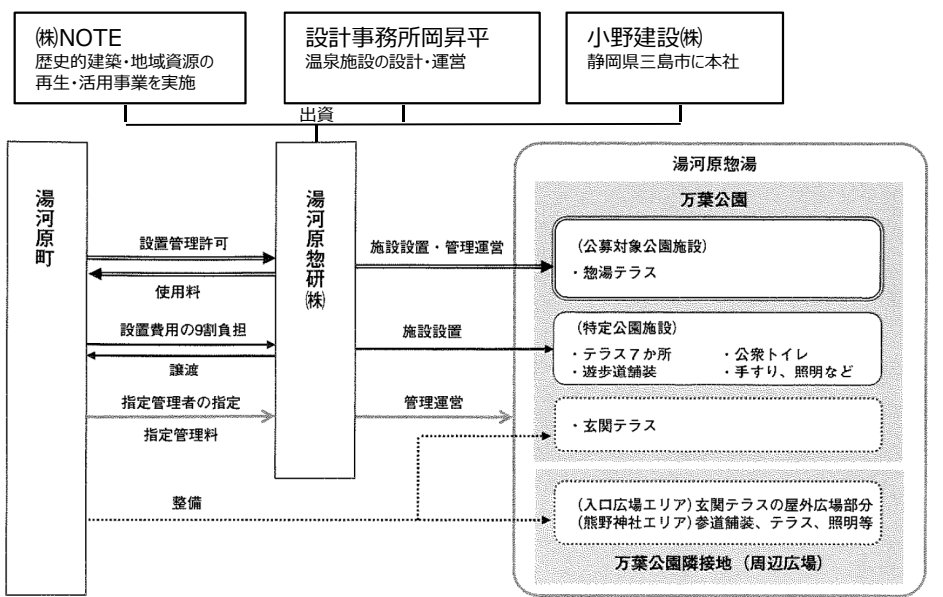 ㈱NOTE
歴史的建築・地域資源の
再生・活用事業を実施
設計事務所岡昇平
温泉施設の設計・運営
小野建設㈱
静岡県三島市に本社
出資
湯河原町
湯河原惣研㈱
設置管理許可
使用料
設置費用の9割負担
譲渡
指定管理者の指定
指定管理料
整備
施設設置・管理運営
施設設置
管理運営
湯河原惣湯
万葉公園
(公募対象公園施設)
・惣湯テラス
(特定公園施設)
・テラス7か所 ・公衆トイレ
・遊歩道舗装 ・手すり、照明など
・玄関テラス
(入口広場エリア) 玄関テラスの屋外広場部分
(熊野神社エリア) 参道舗装、テラス、照明等
万葉公園隣接地（周辺広場）